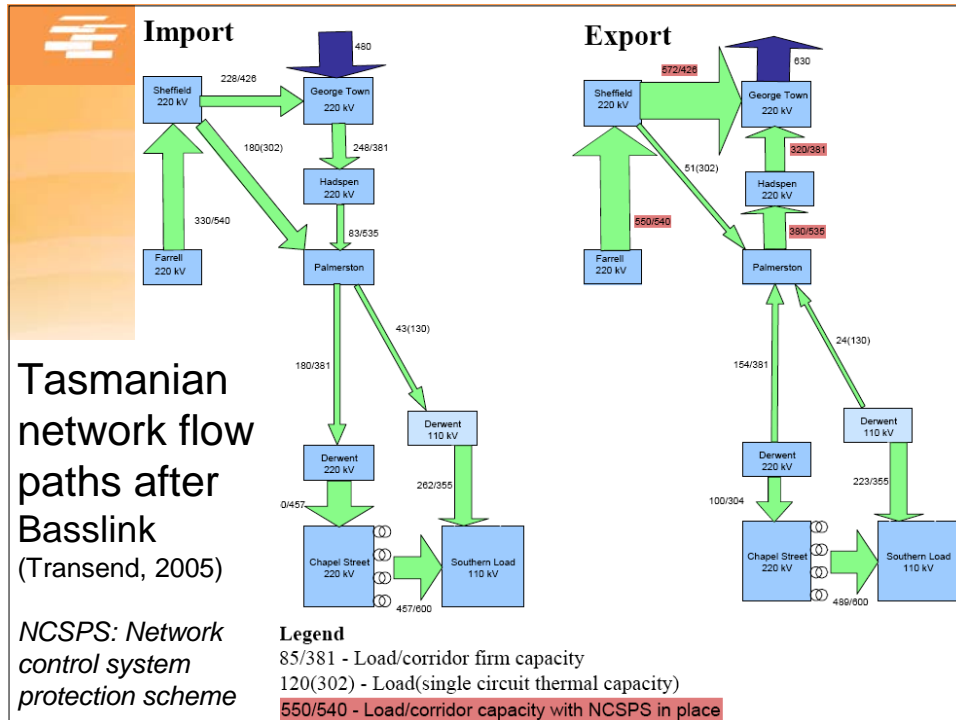 Import
480
228/426
Sheffield
220 kV
George Town
220 kV
180(302)
248/381
Hadspen
220 kV
330/540
83/535
Farrell
220 kV
Palmerston
43(130)
180/381
Derwent
110 kV
Derwent
220 kV
262/355
0/457
Chapel Street
220 kV
Southern Load
110 kV
457/600
Export
630
572/426
Sheffield
220 kV
George Town
220 kV
51(302)
320/381
Hadspen
220 kV
550/540
380/535
Farrell
220 kV
Palmerston
24(130)
154/381
Derwent
110 kV
Derwent
220 kV
223/355
100/304
Chapel Street
220 kV
Southern Load
110 kV
489/600
Tasmanian
network flow
paths after
Basslink
(Transend, 2005)
NCSPS: Network
control system
protection scheme
Legend
85/381 - Load/corridor firm capacity
120(302) - Load(single circuit thermal capacity)
550/540 - Load/corridor capacity with NCSPS in place